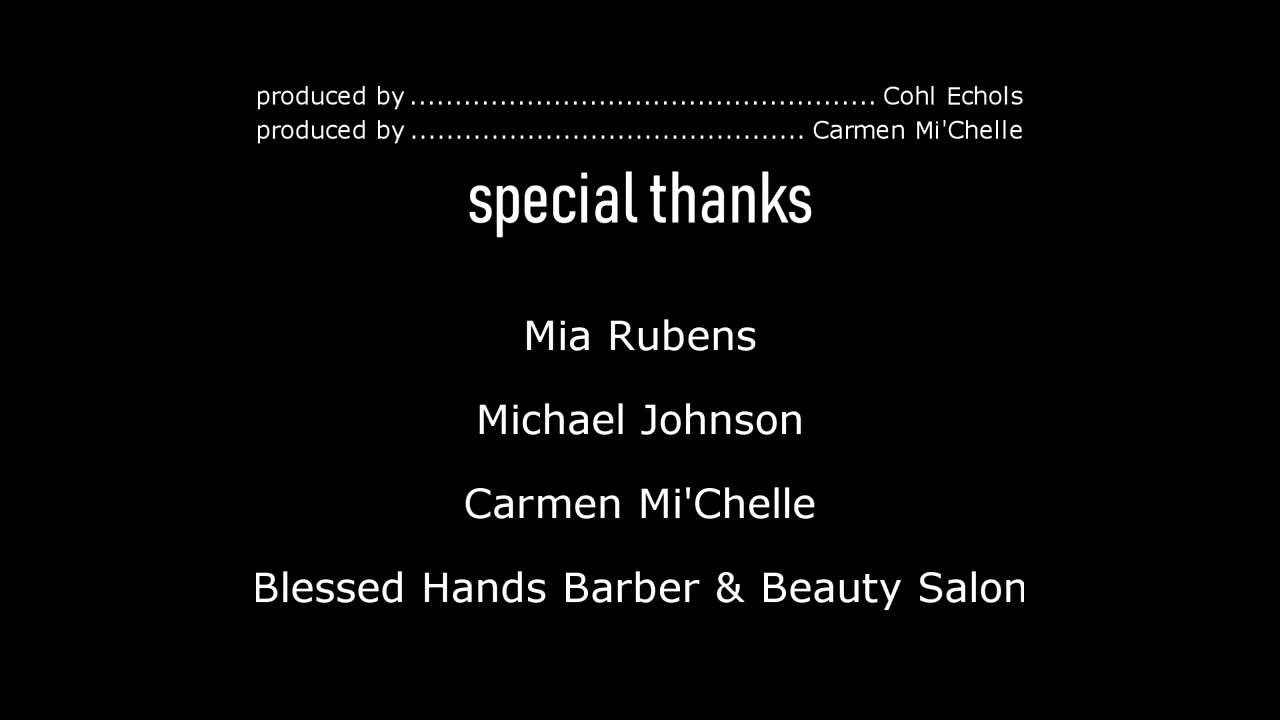 produced by .................................................... Cohl Echols
produced by ............................................ Carmen Mi'Chelle
special thanks
Mia Rubens
Michael Johnson
Carmen Mi'Chelle
Blessed Hands Barber & Beauty Salon